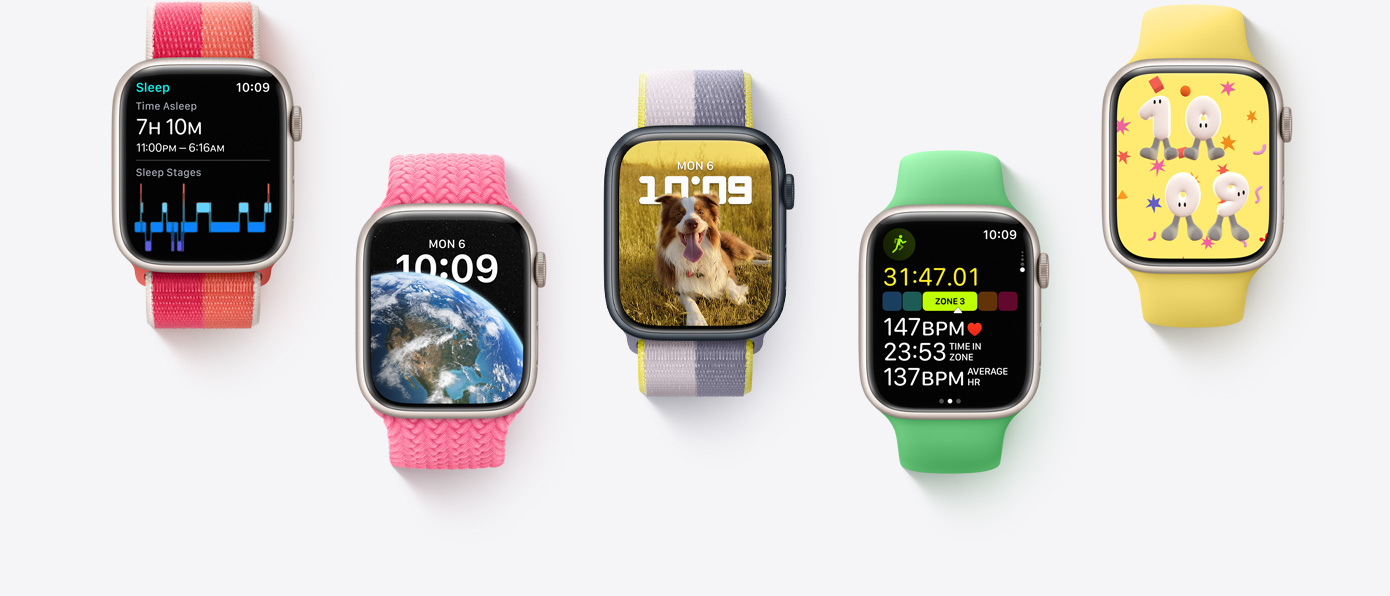 Sleep 10:09
Time Asleep
7H 10M
11:00PM – 6:16AM
Sleep Stages
MON 6
10:09
MON 6
10:09
10:09
31:47.01
ZONE 3
147BPM
23:53 TIME IN
ZONE
137BPM AVERAGE
HR
10
09